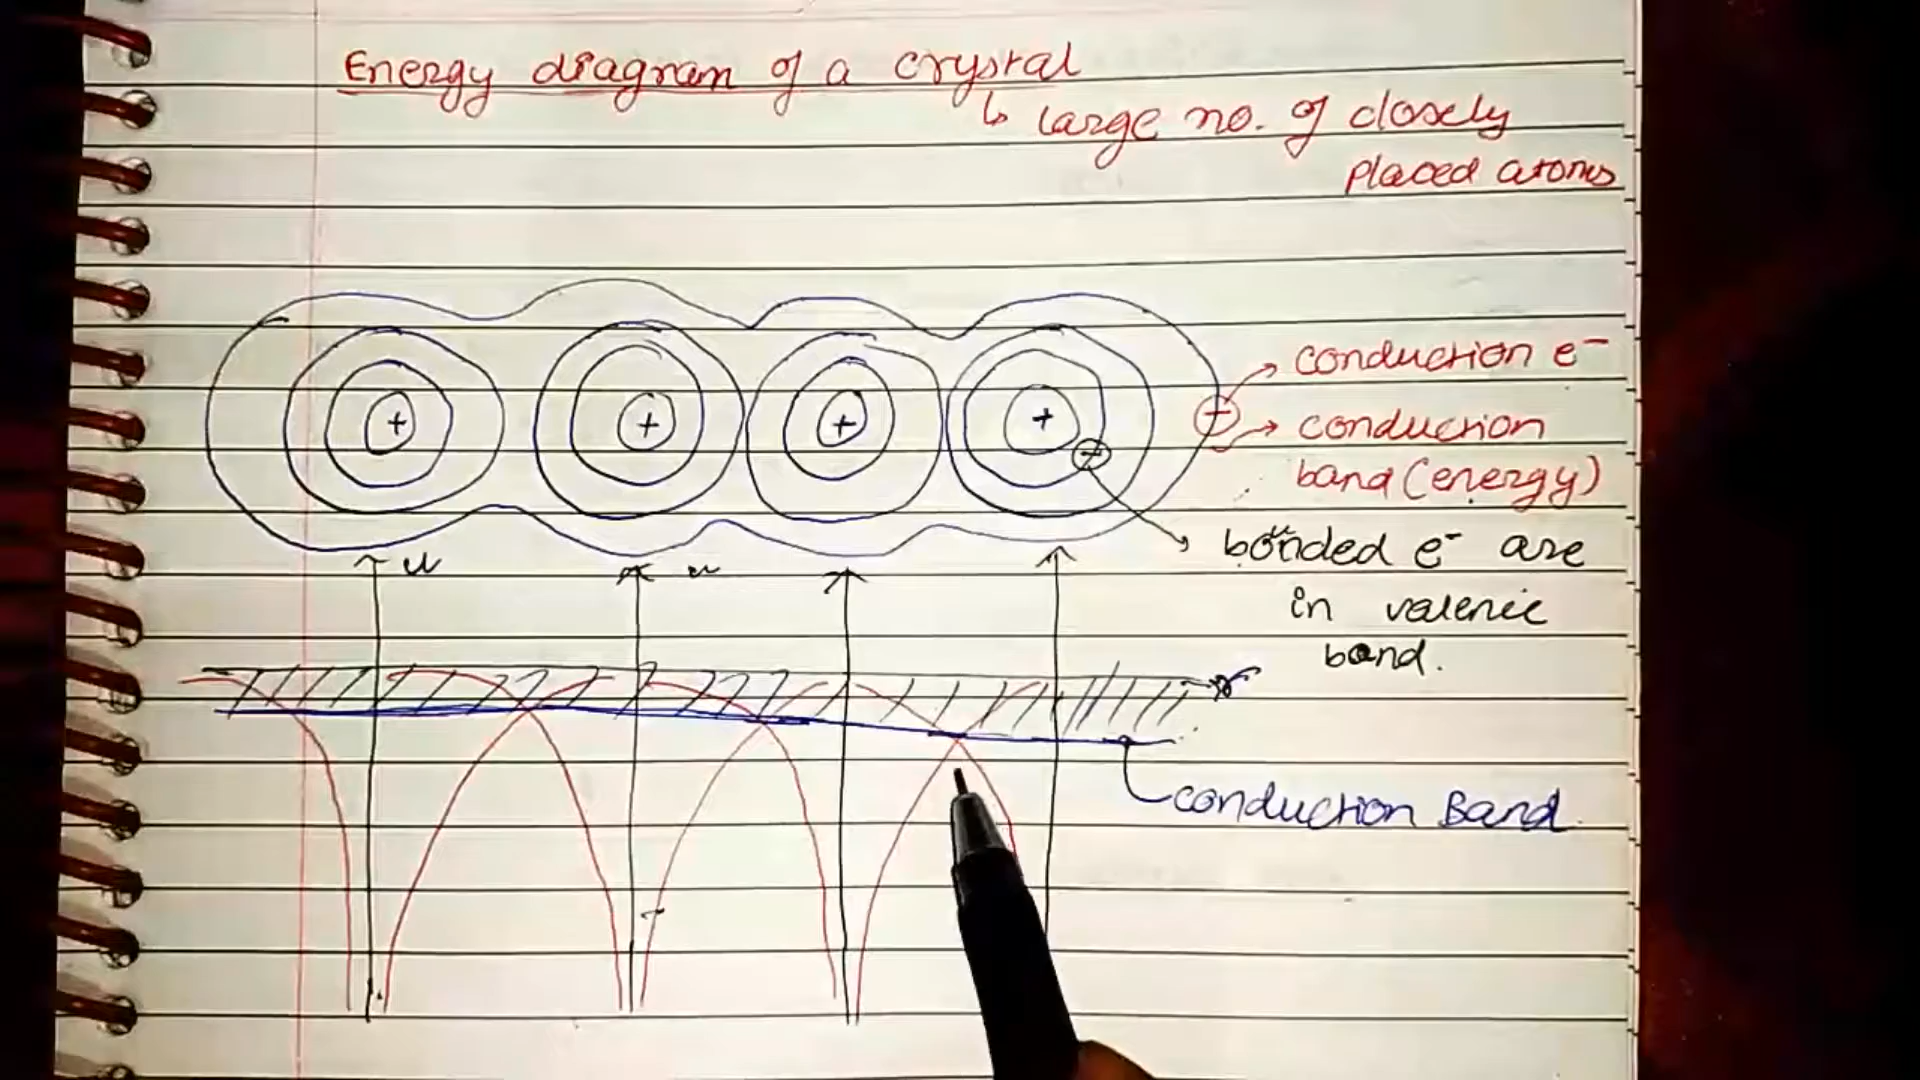 Energy diagram of a crystal
↳ large no. of closely
placed atoms
conduction e⁻
conduction
band (energy)
+ + + +
bonded e⁻ are
in valence
band.
u
u
conduction Band